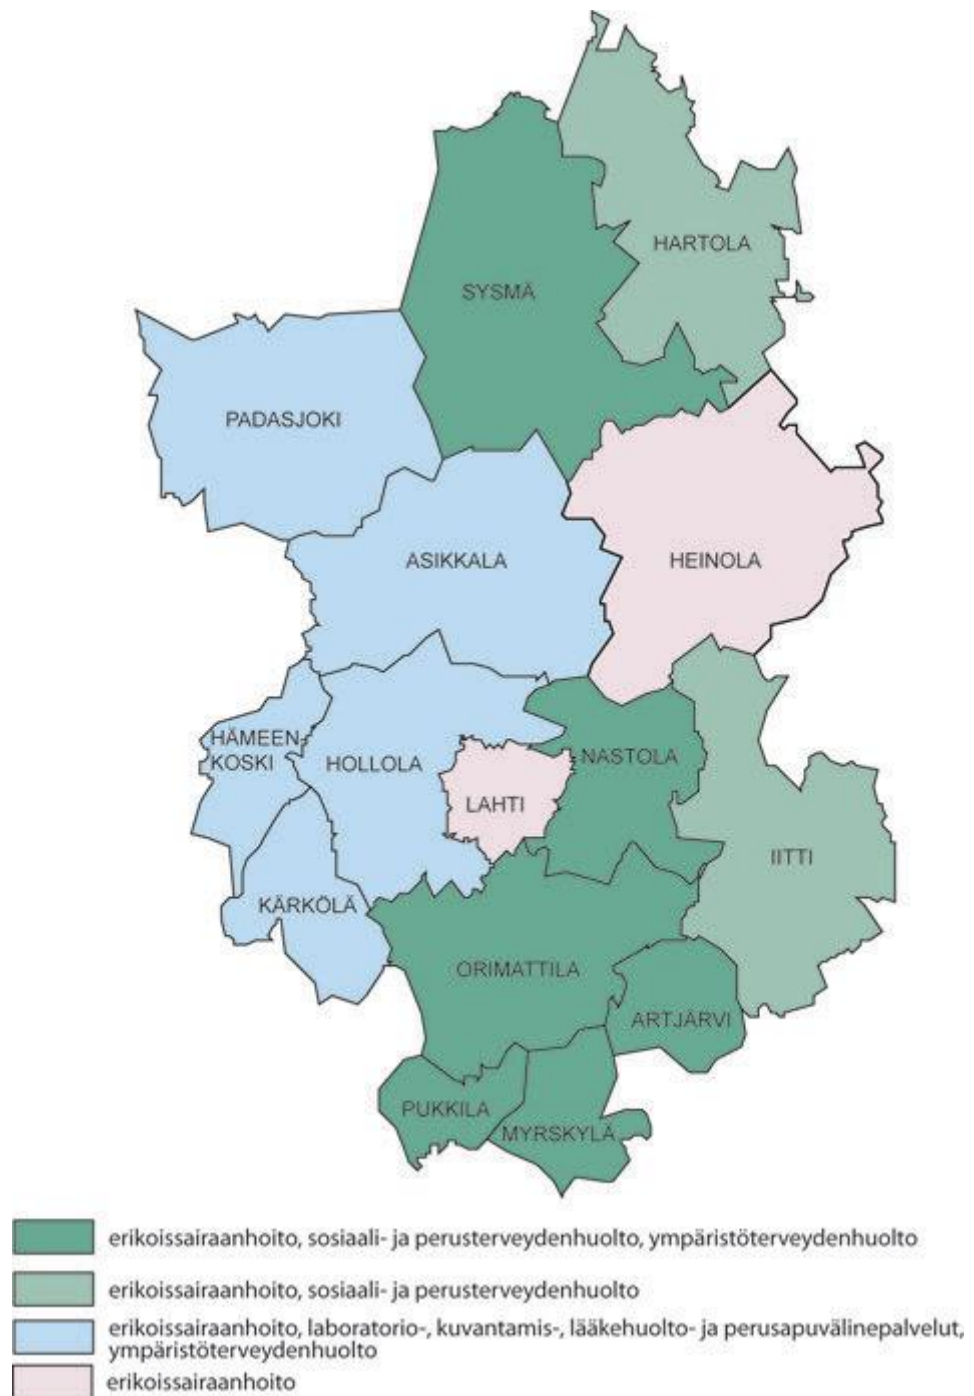 HARTOLA
SYSMÄ
PADASJOKI
ASIKKALA
HEINOLA
HÄMEEN-
KOSKI
HOLLOLA
NASTOLA
LAHTI
IITTI
KÄRKÖLÄ
ORIMATTILA
ARTJÄRVI
PUKKILA
MYRSKYLÄ
erikoissairaanhoito, sosiaali- ja perusterveydenhuolto, ympäristöterveydenhuolto
erikoissairaanhoito, sosiaali- ja perusterveydenhuolto
erikoissairaanhoito, laboratorio-, kuvantamis-, lääkehuolto- ja perusapuvälinepalvelut,
ympäristöterveydenhuolto
erikoissairaanhoito